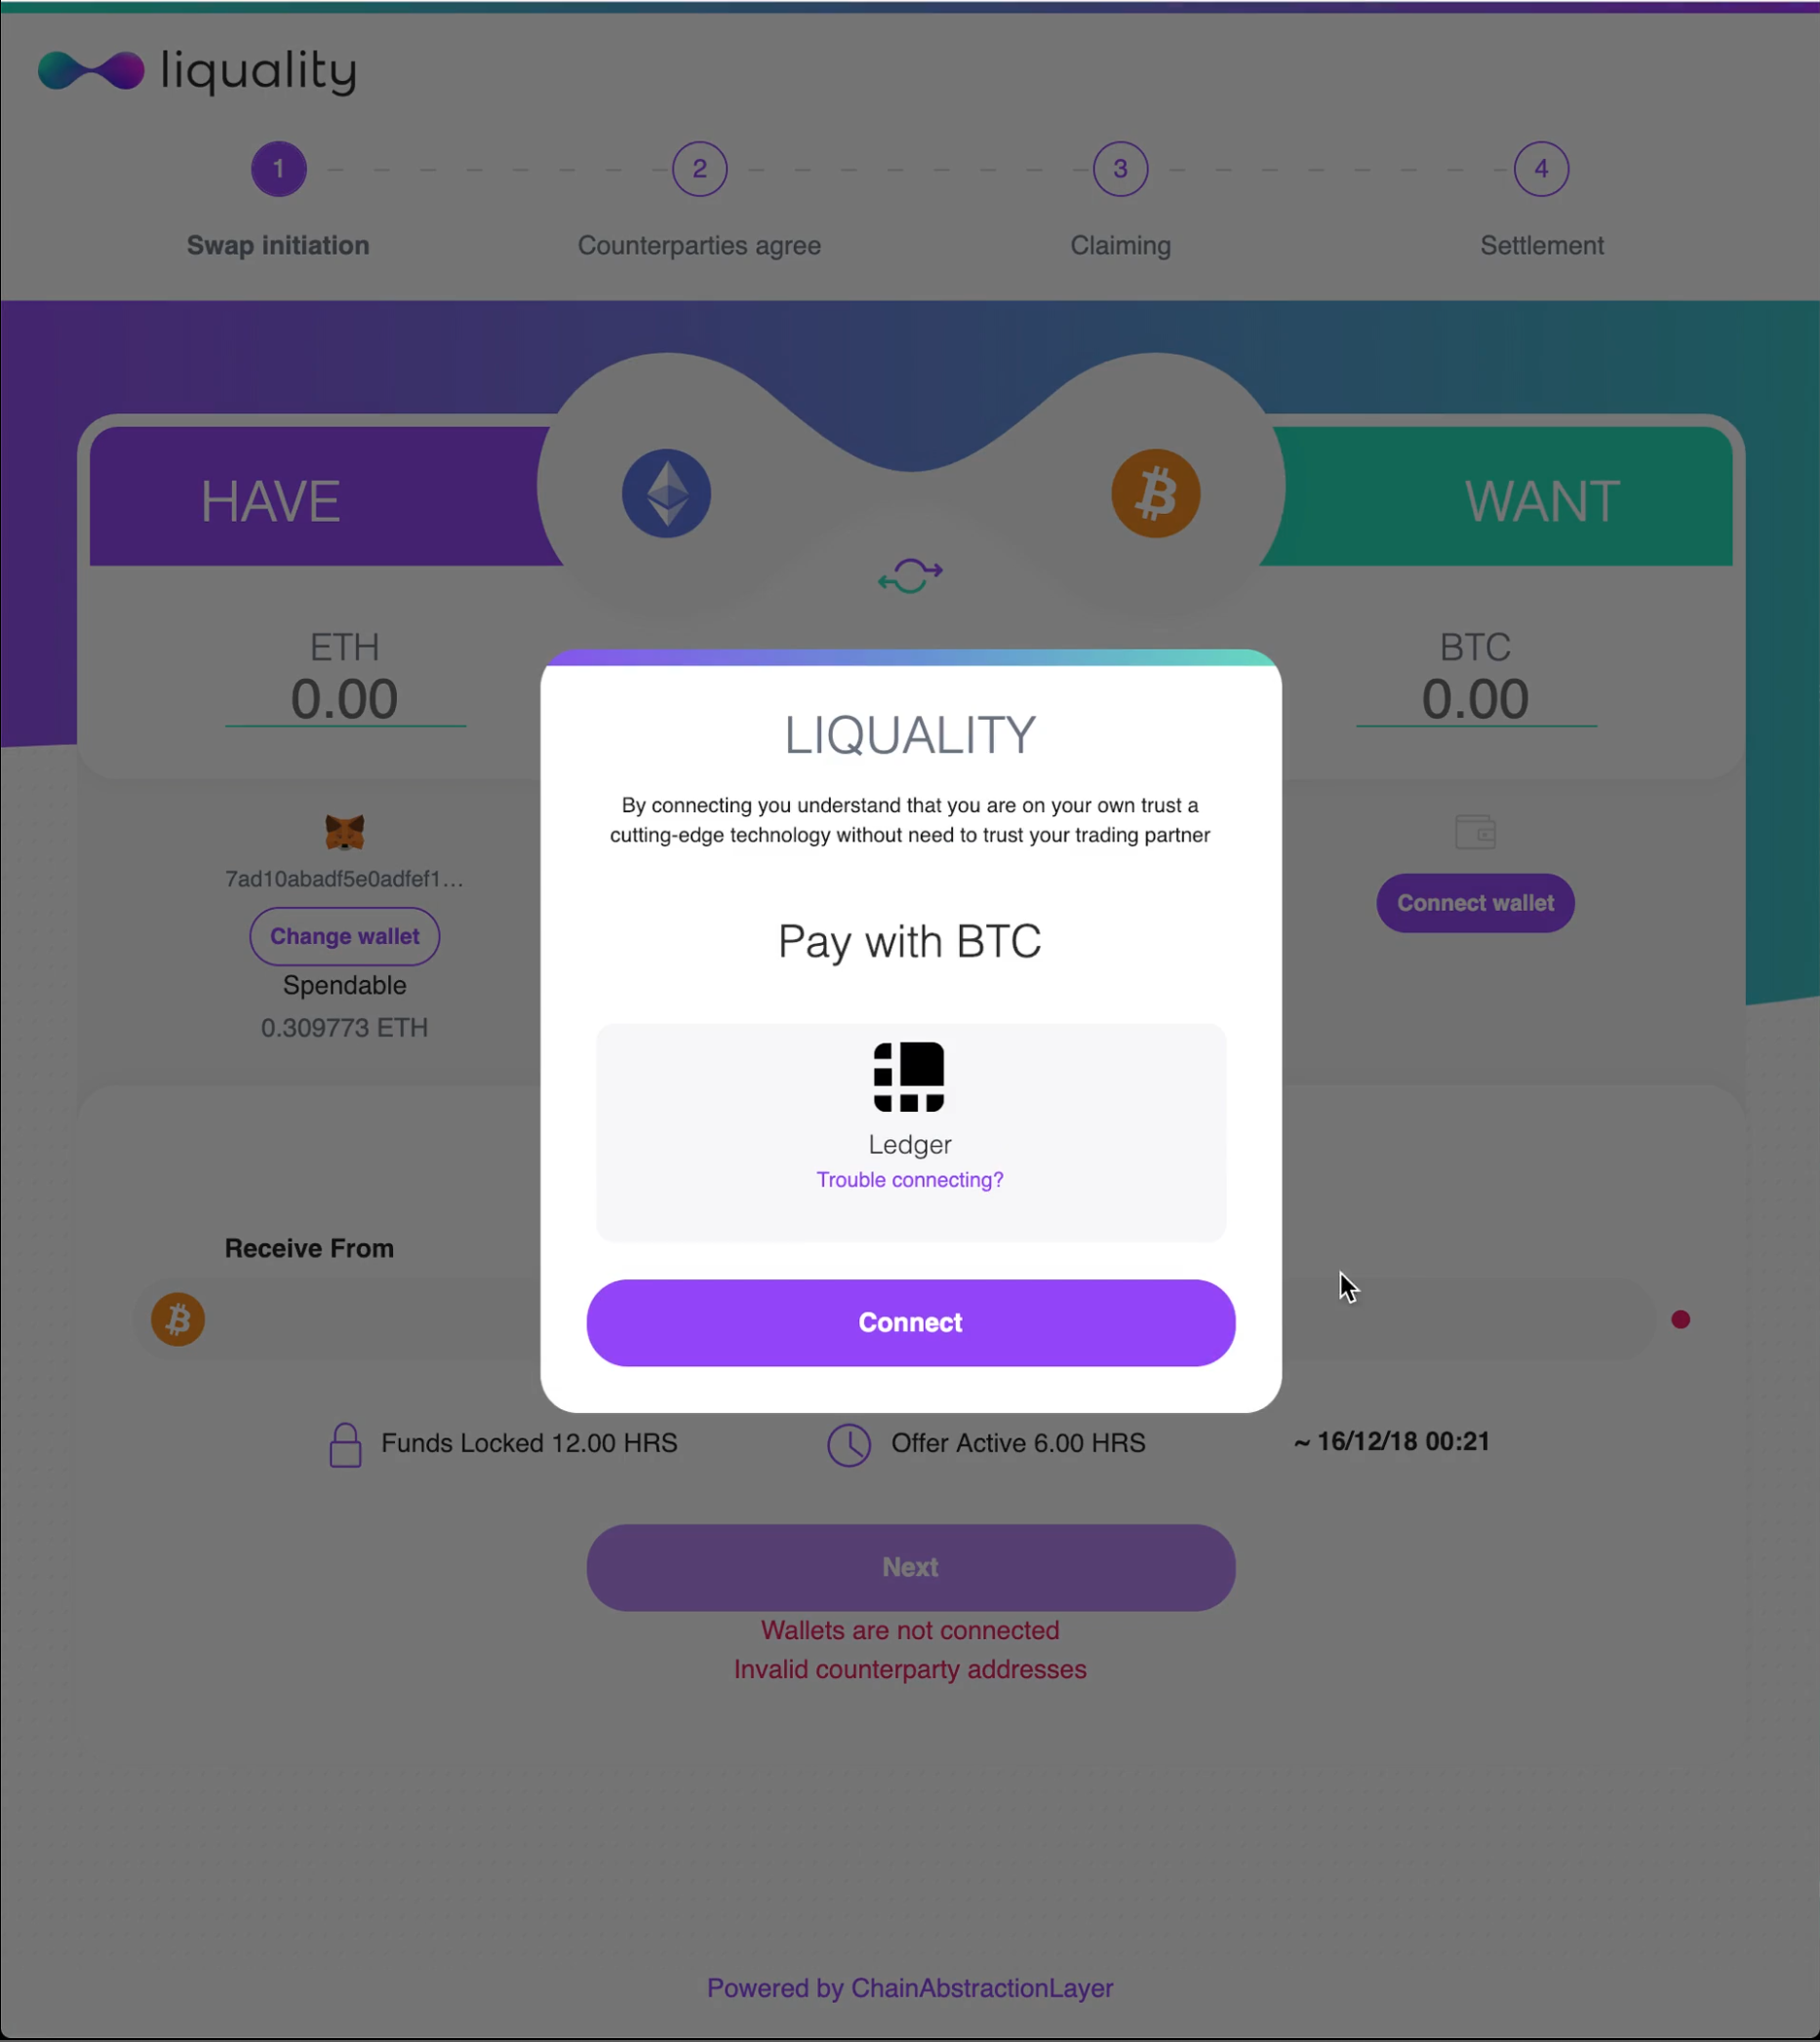 liquality
1
2
3
4
Swap initiation
Counterparties agree
Claiming
Settlement
HAVE
WANT
ETH
0.00
BTC
0.00
7ad10abadf5e0adfef1...
Change wallet
Spendable
0.309773 ETH
Connect wallet
LIQUALITY
By connecting you understand that you are on your own trust a
cutting-edge technology without need to trust your trading partner
Pay with BTC
Ledger
Trouble connecting?
Connect
Receive From
Funds Locked 12.00 HRS
Offer Active 6.00 HRS
~ 16/12/18 00:21
Next
Wallets are not connected
Invalid counterparty addresses
Powered by ChainAbstractionLayer